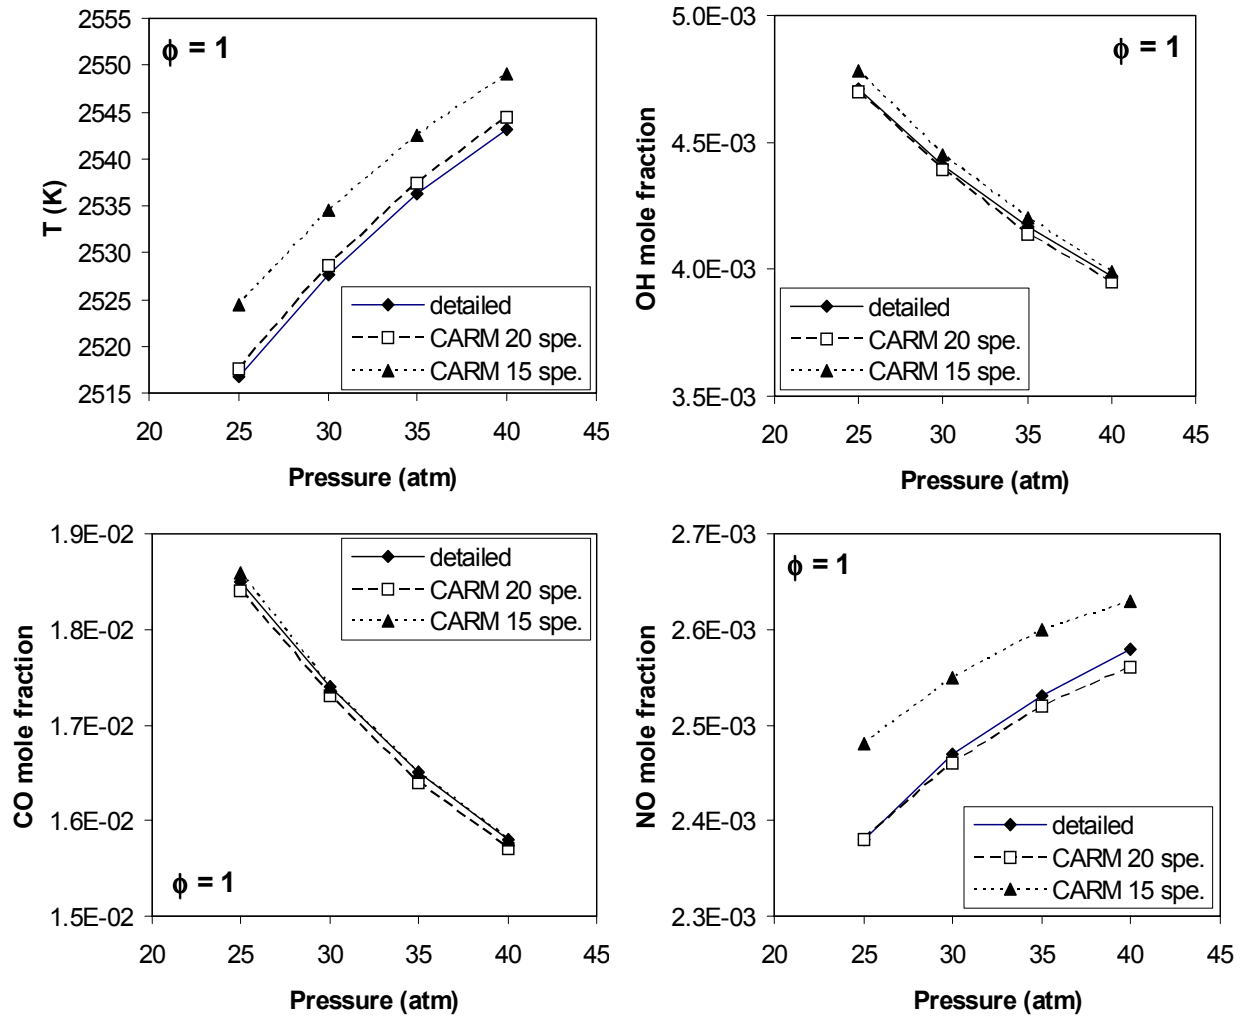 2555
2550
2545
2540
2535
2530
2525
2520
2515
T (K)
ϕ = 1
detailed
CARM 20 spe.
CARM 15 spe.
20 25 30 35 40 45
Pressure (atm)
5.0E-03
4.5E-03
4.0E-03
3.5E-03
OH mole fraction
ϕ = 1
detailed
CARM 20 spe.
CARM 15 spe.
20 25 30 35 40 45
Pressure (atm)
1.9E-02
1.8E-02
1.7E-02
1.6E-02
1.5E-02
CO mole fraction
detailed
CARM 20 spe.
CARM 15 spe.
ϕ = 1
20 25 30 35 40 45
Pressure (atm)
2.7E-03
2.6E-03
2.5E-03
2.4E-03
2.3E-03
NO mole fraction
ϕ = 1
detailed
CARM 20 spe.
CARM 15 spe.
20 25 30 35 40 45
Pressure (atm)